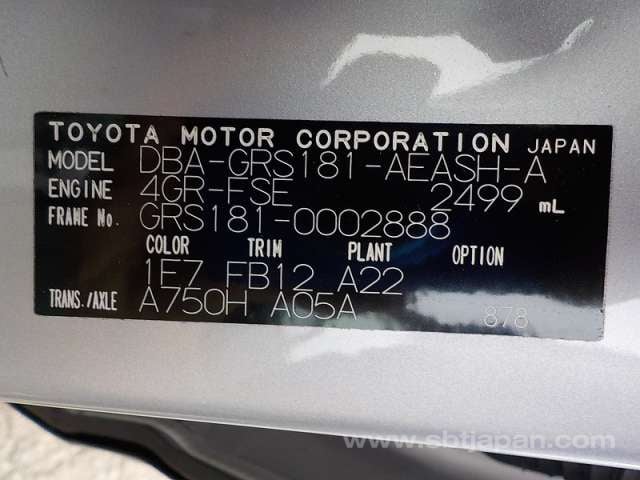 TOYOTA MOTOR CORPORATION JAPAN
MODEL DBA-GRS181-AEASH-A
ENGINE 4GR-FSE 2499 mL
FRAME No. GRS181-0002888
COLOR TRIM PLANT OPTION
1E7 FB12 A22
TRANS./AXLE A750H A05A 878
www.sbtjapan.com